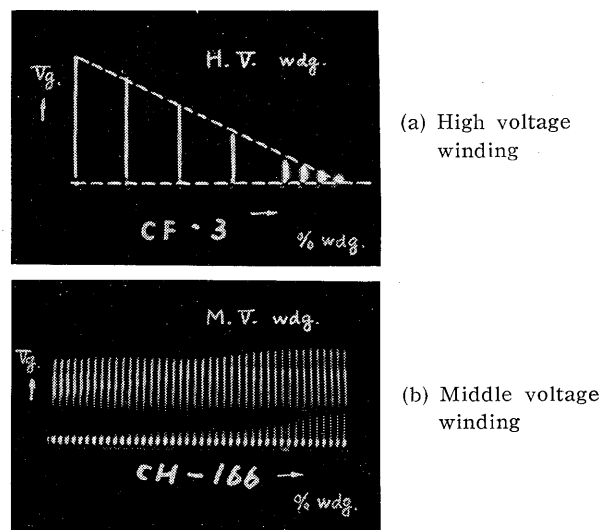 H. V. wdg.
Vg.
CF - 3
% wdg.
(a) High voltage
winding
M. V. wdg.
Vg.
CH - 166
% wdg.
(b) Middle voltage
winding